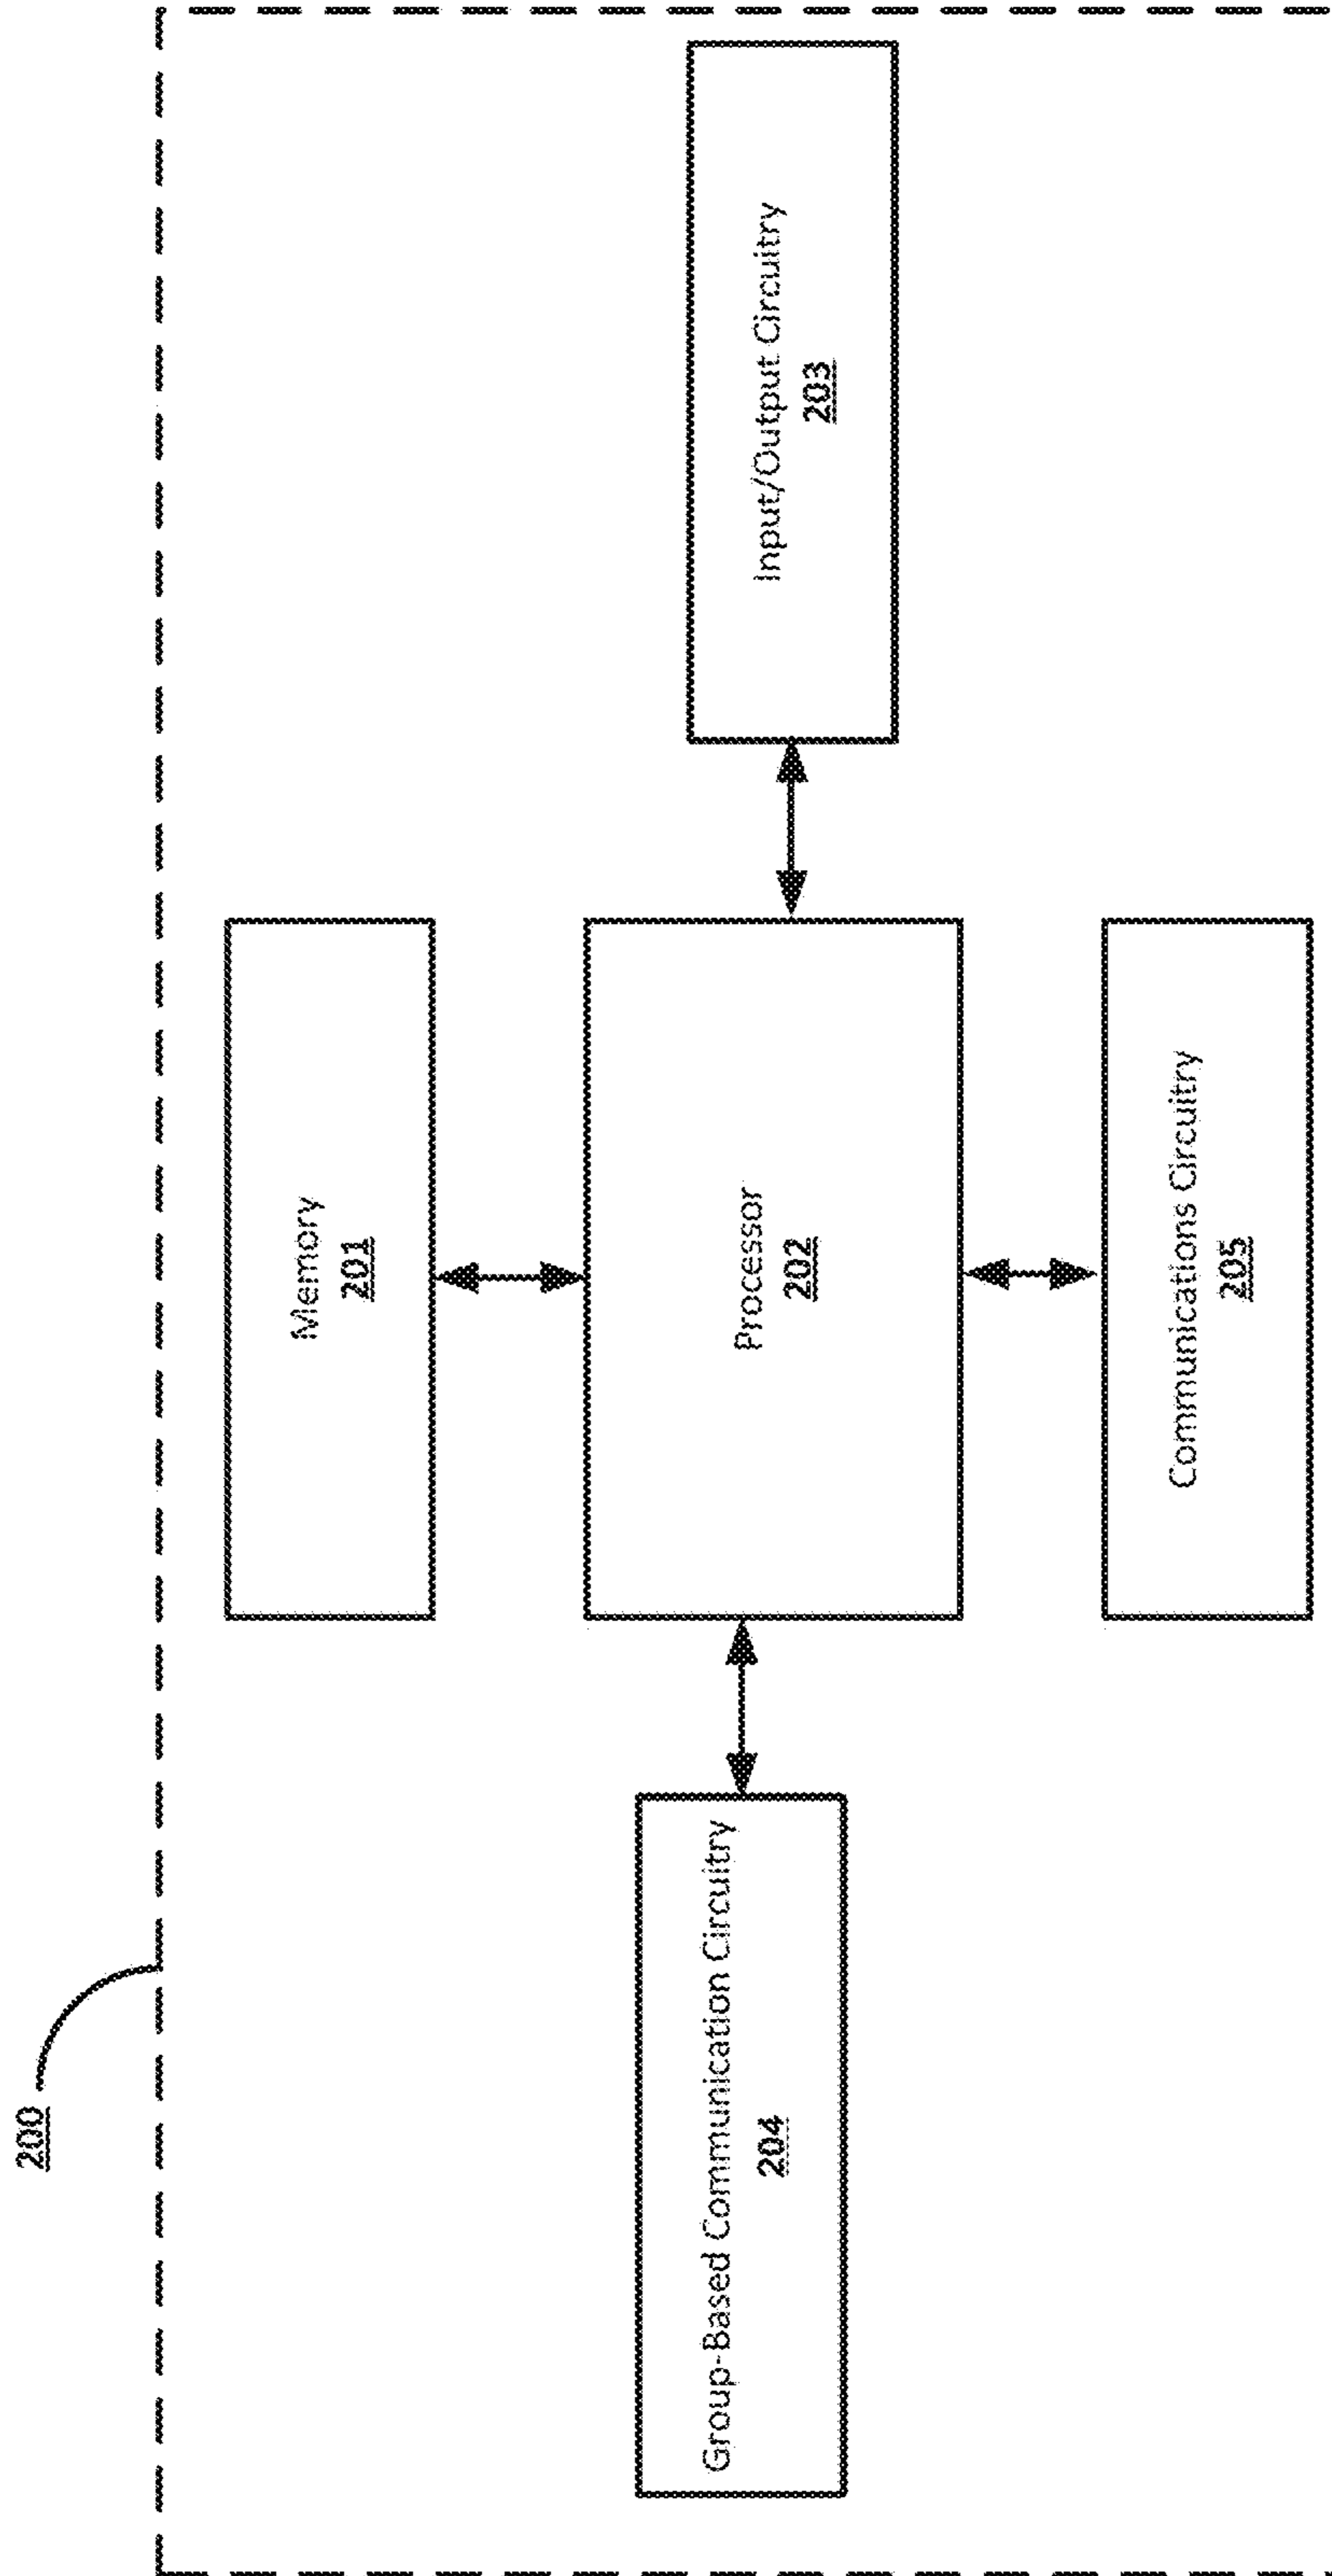 200
Memory
201
Group-Based Communication Circuitry
204
Processor
202
Input/Output Circuitry
203
Communications Circuitry
205